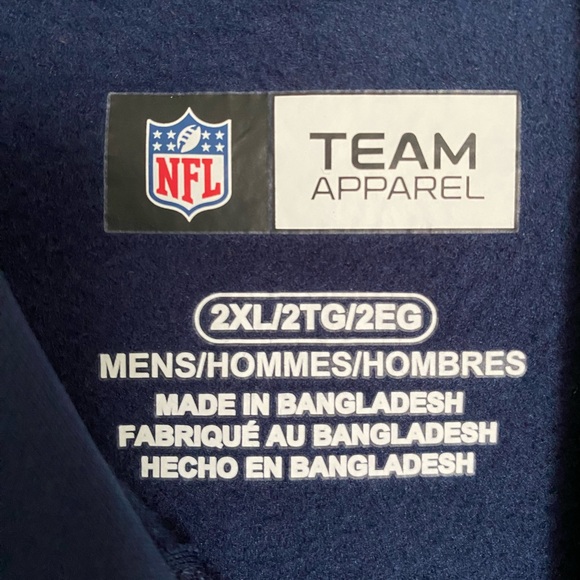 NFL
TEAM
APPAREL
2XL/2TG/2EG
MENS/HOMMES/HOMBRES
MADE IN BANGLADESH
FABRIQUÉ AU BANGLADESH
HECHO EN BANGLADESH